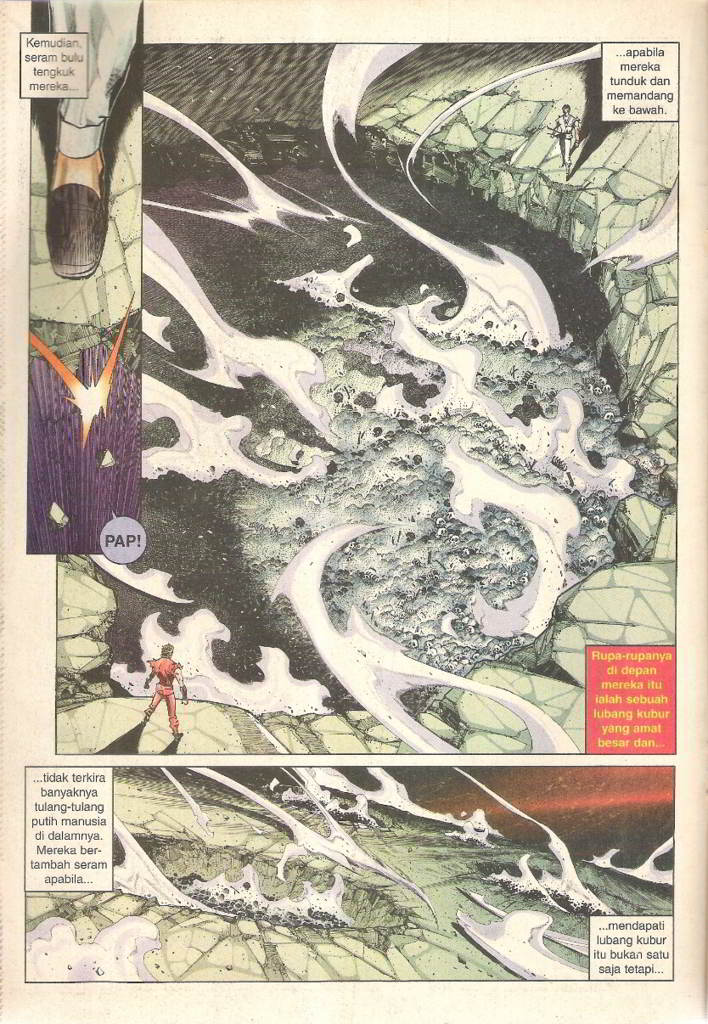 Kemudian,
seram bulu
tengkuk
mereka...
...apabila
mereka
tunduk dan
memandang
ke bawah.
PAP!
Rupa-rupanya
di depan
mereka itu
ialah sebuah
lubang kubur
yang amat
besar dan...
...tidak terkira
banyaknya
tulang-tulang
putih manusia
di dalamnya.
Mereka ber-
tambah seram
apabila...
...mendapati
lubang kubur
itu bukan satu
saja tetapi...